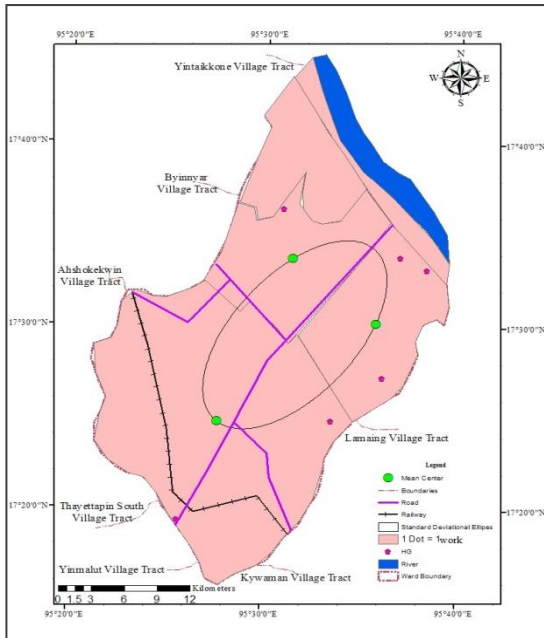 95°20'0"E 95°30'0"E 95°40'0"E
Yintaikkone Village Tract
N
W E
S
17°40'0"N 17°40'0"N
Byinnyar
Village Tract
Ahshokekwin
Village Tract
17°30'0"N 17°30'0"N
Lamaing Village Tract
Legend
Mean Center
Boundaries
Road
Railway
Standard Deviational Ellipes
1 Dot = 1work
HG
River
Ward Boundary
17°20'0"N 17°20'0"N
Thayettapin South
Village Tract
Yinmalut Village Tract
Kywaman Village Tract
Kilometers
0 1.5 3 6 9 12
95°20'0"E 95°30'0"E 95°40'0"E